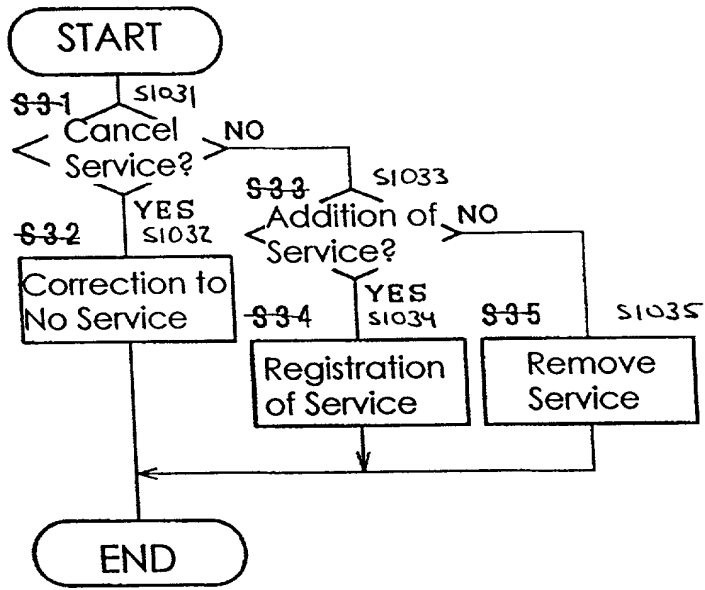 START
S31 S1031
Cancel
Service?
NO
YES
S32 S1032
Correction to
No Service
S33 S1033
Addition of
Service?
NO
YES
S34 S1034
Registration
of Service
S35 S1035
Remove
Service
END